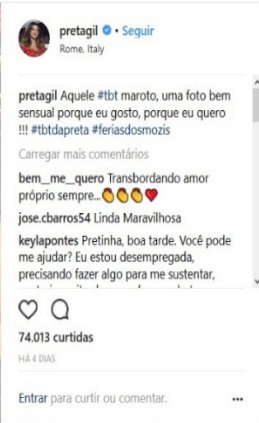 pretagil • Seguir
Rome, Italy
pretagil Aquele #tbt maroto, uma foto bem
sensual porque eu gosto, porque eu quero
!!! #tbtdapreta #feriasdosmozis
Carregar mais comentários
bem__me_quero Transbordando amor
próprio sempre...👏👏👏❤️
jose.cbarros54 Linda Maravilhosa
keylapontes Pretinha, boa tarde. Você pode
me ajudar? Eu estou desempregada,
precisando fazer algo para me sustentar,
74.013 curtidas
HÁ 4 DIAS
Entrar para curtir ou comentar.